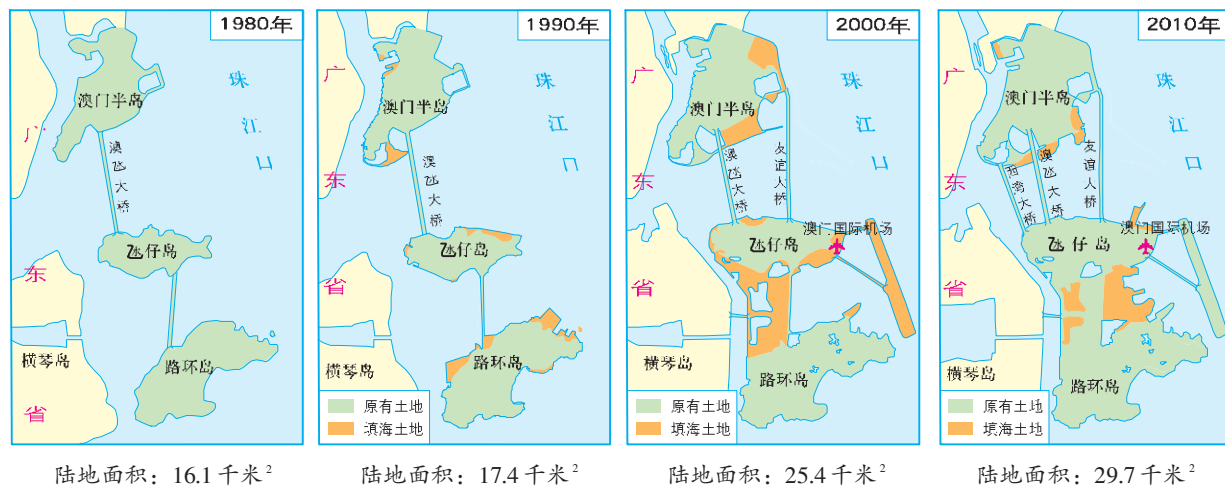 1980年
广
东
省
珠
江
口
澳门半岛
澳氹大桥
氹仔岛
路环岛
横琴岛
陆地面积：16.1千米²
1990年
广
东
省
珠
江
口
澳门半岛
澳氹大桥
氹仔岛
路环岛
横琴岛
原有土地
填海土地
陆地面积：17.4千米²
2000年
广
东
省
珠
江
口
澳门半岛
澳氹大桥
友谊大桥
澳门国际机场
氹仔岛
横琴岛
路环岛
原有土地
填海土地
陆地面积：25.4千米²
2010年
广
东
省
珠
江
口
澳门半岛
西湾大桥
澳氹大桥
友谊大桥
澳门国际机场
氹仔岛
横琴岛
路环岛
原有土地
填海土地
陆地面积：29.7千米²